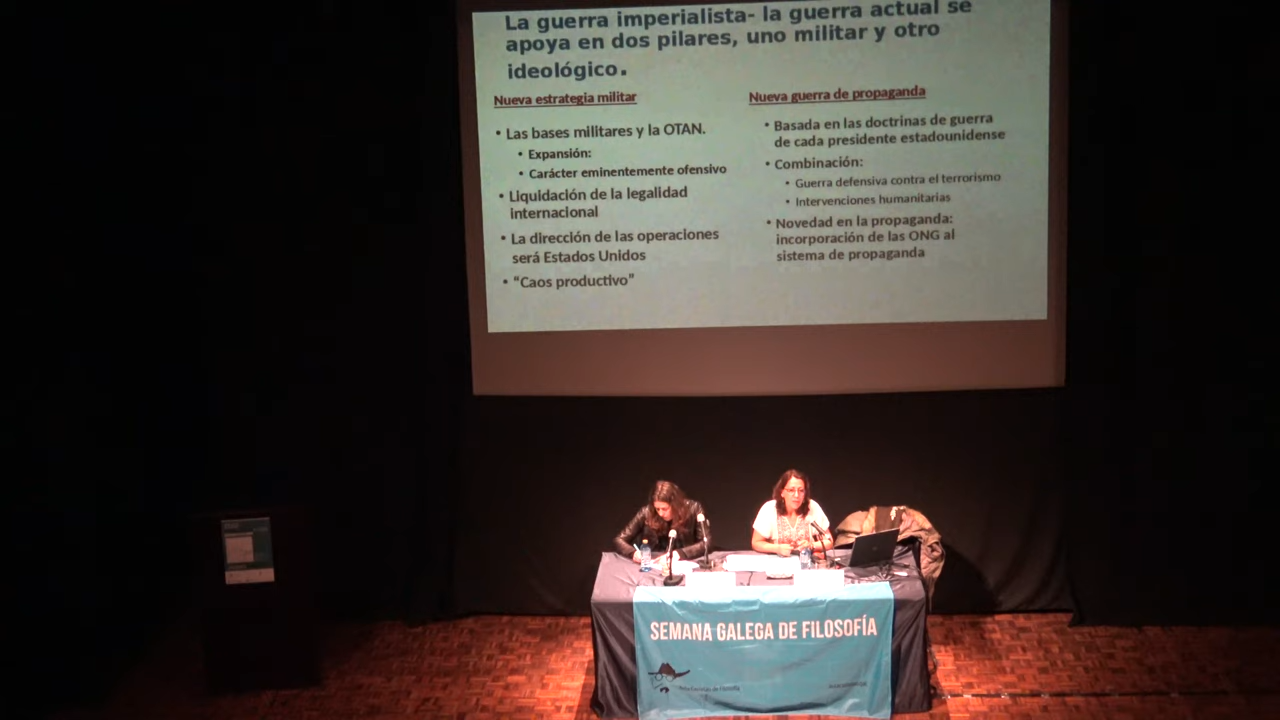 La guerra imperialista- la guerra actual se
apoya en dos pilares, uno militar y otro
ideológico.
Nueva estrategia militar
• Las bases militares y la OTAN.
• Expansión:
• Carácter eminentemente ofensivo
• Liquidación de la legalidad
internacional
• La dirección de las operaciones
será Estados Unidos
• “Caos productivo”
Nueva guerra de propaganda
• Basada en las doctrinas de guerra
de cada presidente estadounidense
• Combinación:
• Guerra defensiva contra el terrorismo
• Intervenciones humanitarias
• Novedad en la propaganda:
incorporación de las ONG al
sistema de propaganda
SEMANA GALEGA DE FILOSOFÍA
de Filosofía